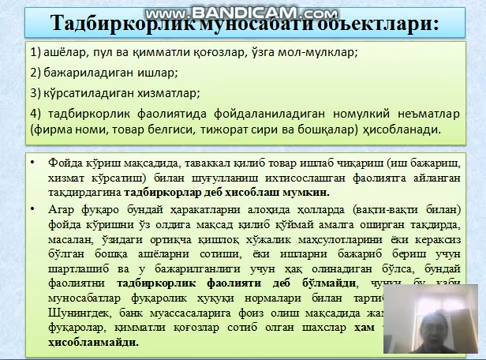 www.BANDICAM.com
Тадбиркорлик муносабати объектлари:
1) ашёлар, пул ва қимматли қоғозлар, ўзга мол-мулклар;
2) бажариладиган ишлар;
3) кўрсатиладиган хизматлар;
4) тадбиркорлик фаолиятида фойдаланиладиган номулкий неъматлар
(фирма номи, товар белгиси, тижорат сири ва бошқалар) ҳисобланади.
• Фойда кўриш мақсадида, таваккал қилиб товар ишлаб чиқариш (иш бажариш,
хизмат кўрсатиш) билан шуғулланиш ихтисослашган фаолиятга айланган
тақдирдагина тадбиркорлар деб ҳисоблаш мумкин.
• Агар фуқаро бундай ҳаракатларни алоҳида ҳолларда (вақти-вақти билан)
фойда кўришни ўз олдига мақсад қилиб қўймай амалга оширган тақдирда,
масалан, ўзидаги ортиқча қишлоқ хўжалик маҳсулотларини ёки кераксиз
бўлган бошқа ашёларни сотиши, ёки ишларни бажариб бериш учун
шартлашиб ва у бажарилганлиги учун ҳақ олинадиган бўлса, бундай
фаолиятни тадбиркорлик фаолияти деб бўлмайди, чунки бу каби
муносабатлар фуқаролик ҳуқуқи нормалари билан
Шунингдек, банк муассасаларига фоиз олиш мақсадида
фуқаролар, қимматли қоғозлар сотиб олган шахслар ҳам
ҳисобланмайди.